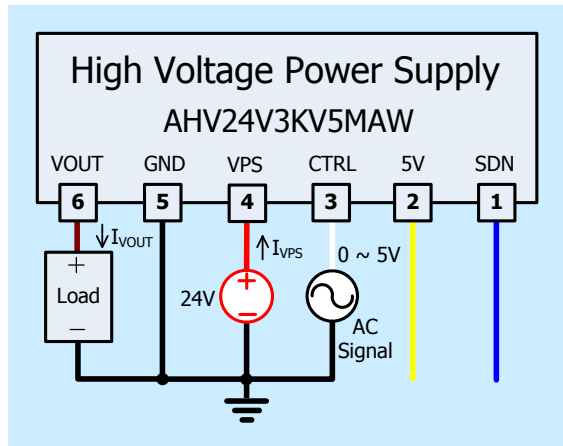 High Voltage Power Supply
AHV24V3KV5MAW
VOUT GND VPS CTRL 5V SDN
6 5 4 3 2 1
↓IVOUT ↑IVPS 0 ~ 5V
+ +
Load 24V
− −
AC
Signal